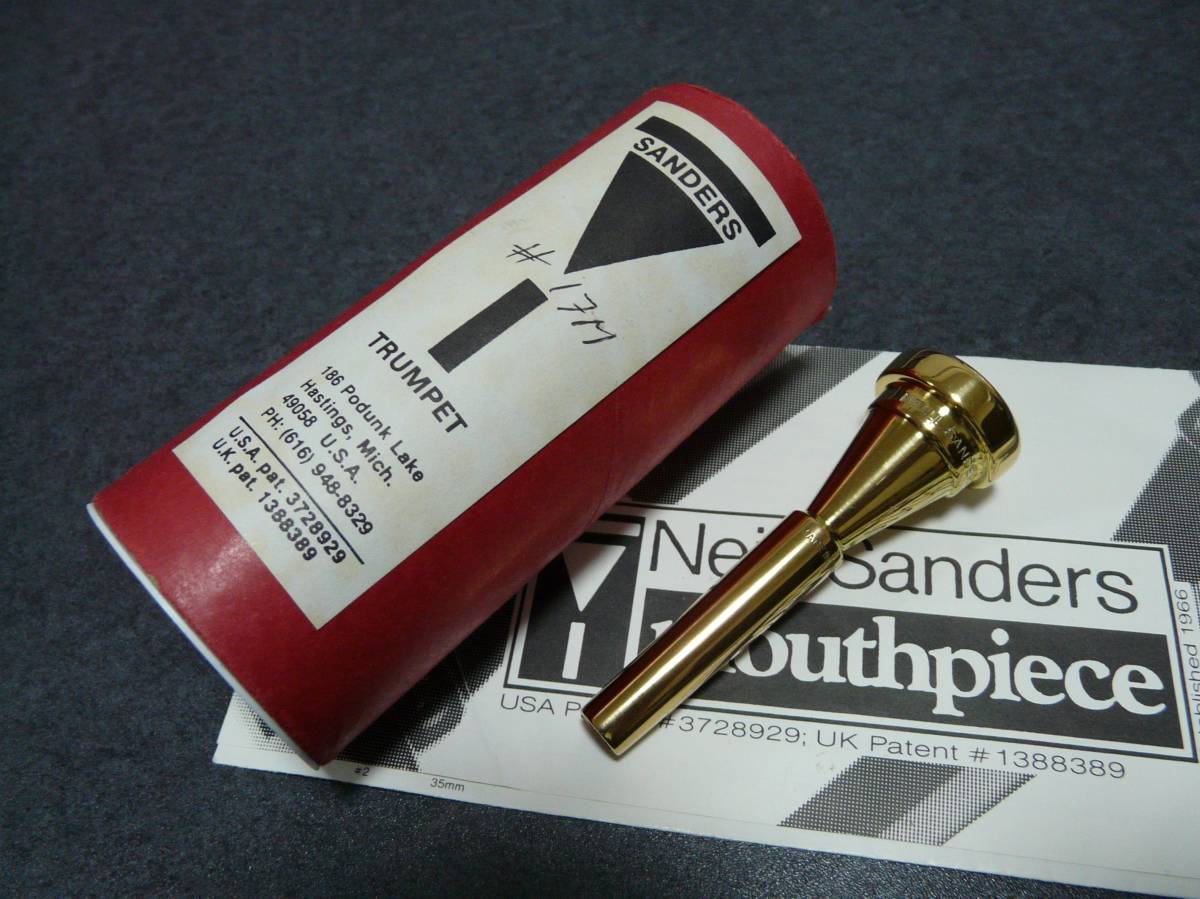 SANDERS
# 17M
TRUMPET
186 Podunk Lake
Hastings, Mich.
49058 U.S.A.
PH: (616) 948-8329
U.S.A. pat. 3728929
U.K. pat. 1388389
Neil Sanders
mouthpiece
USA P #3728929; UK Patent # 1388389
blished 1966
#2
35mm